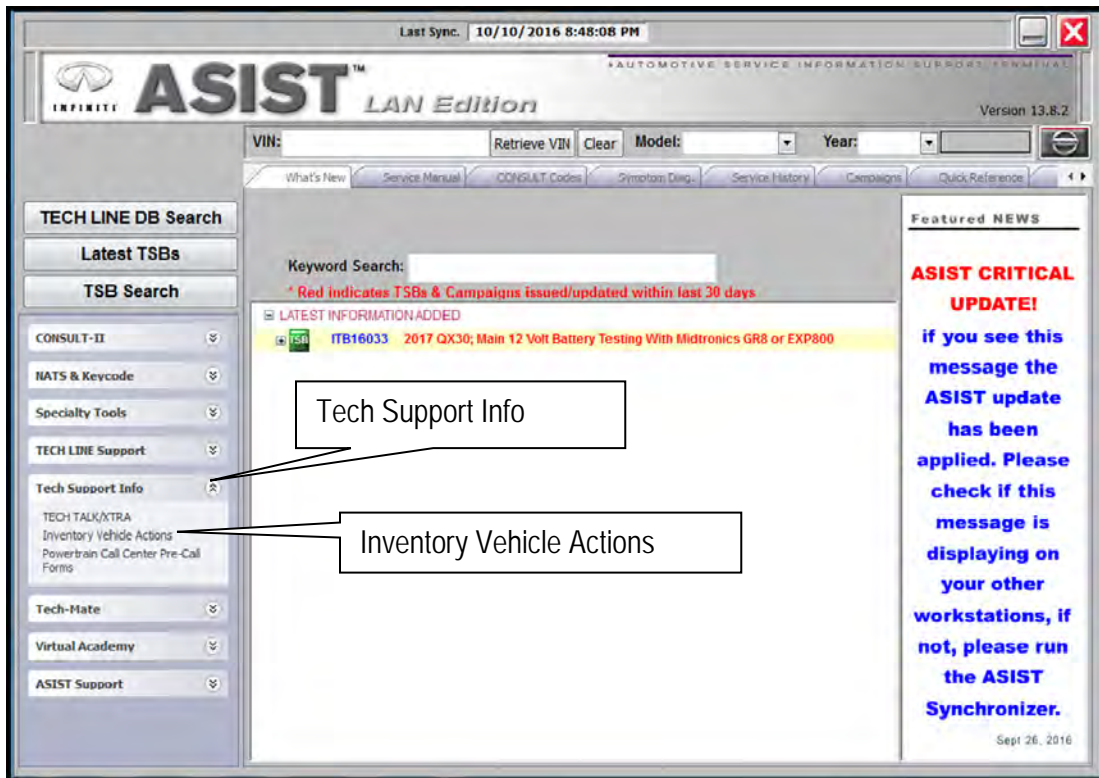 Last Sync. 10/10/2016 8:48:08 PM
INFINITI ASIST™ LAN Edition
AUTOMOTIVE SERVICE INFORMATION SUPPORT TERMINAL
Version 13.8.2
VIN: Retrieve VIN Clear Model: Year:
What's New Service Manual CONSULT Codes Symptom Diag. Service History Campaigns Quick Reference
TECH LINE DB Search
Latest TSBs
TSB Search
CONSULT-II
NATS & Keycode
Specialty Tools
TECH LINE Support
Tech Support Info
TECH TALK/XTRA
Inventory Vehicle Actions
Powertrain Call Center Pre-Call
Forms
Tech-Mate
Virtual Academy
ASIST Support
Keyword Search:
* Red indicates TSBs & Campaigns issued/updated within last 30 days
LATEST INFORMATION ADDED
TSB ITB16033 2017 QX30; Main 12 Volt Battery Testing With Midtronics GR8 or EXP800
Tech Support Info
Inventory Vehicle Actions
Featured NEWS
ASIST CRITICAL
UPDATE!
if you see this
message the
ASIST update
has been
applied. Please
check if this
message is
displaying on
your other
workstations, if
not, please run
the ASIST
Synchronizer.
Sept 26, 2016